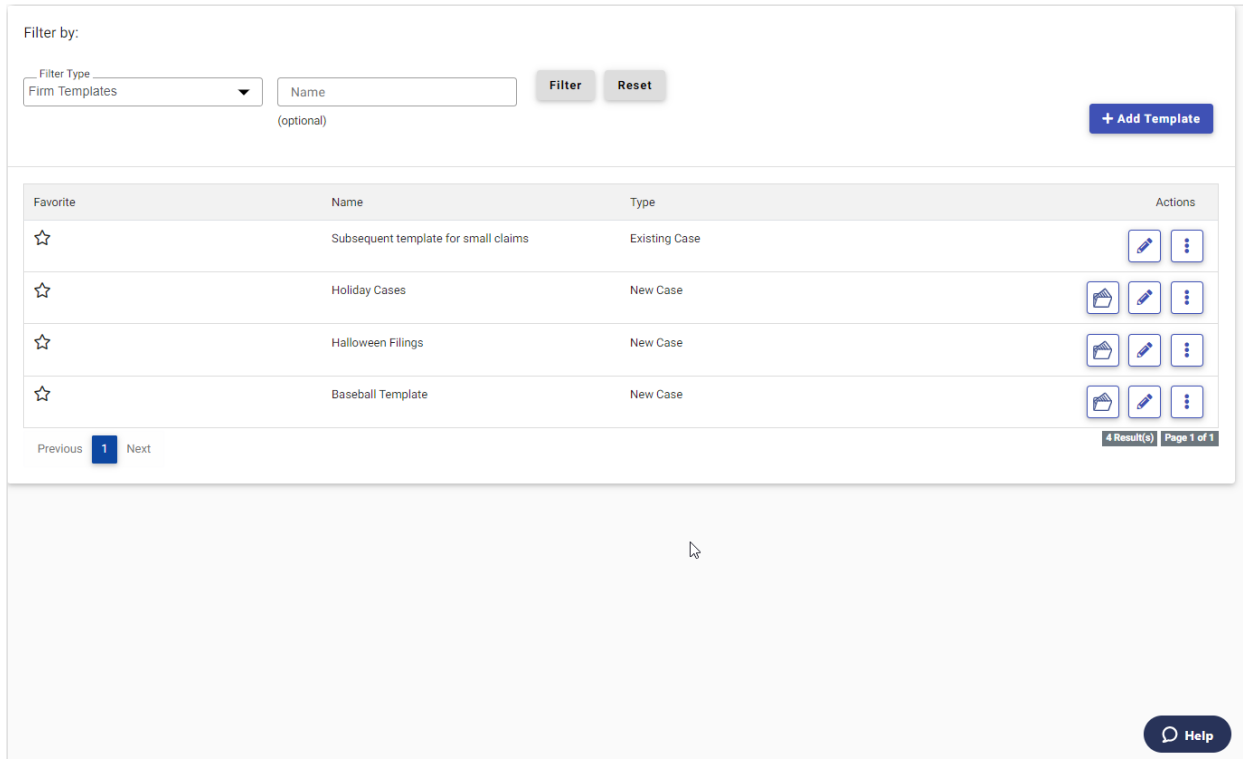 Filter by:
Filter Type
Firm Templates
Name
Filter
Reset
(optional)
+ Add Template
Favorite Name Type Actions
Subsequent template for small claims Existing Case
Holiday Cases New Case
Halloween Filings New Case
Baseball Template New Case
Previous 1 Next
4 Result(s) Page 1 of 1
Help